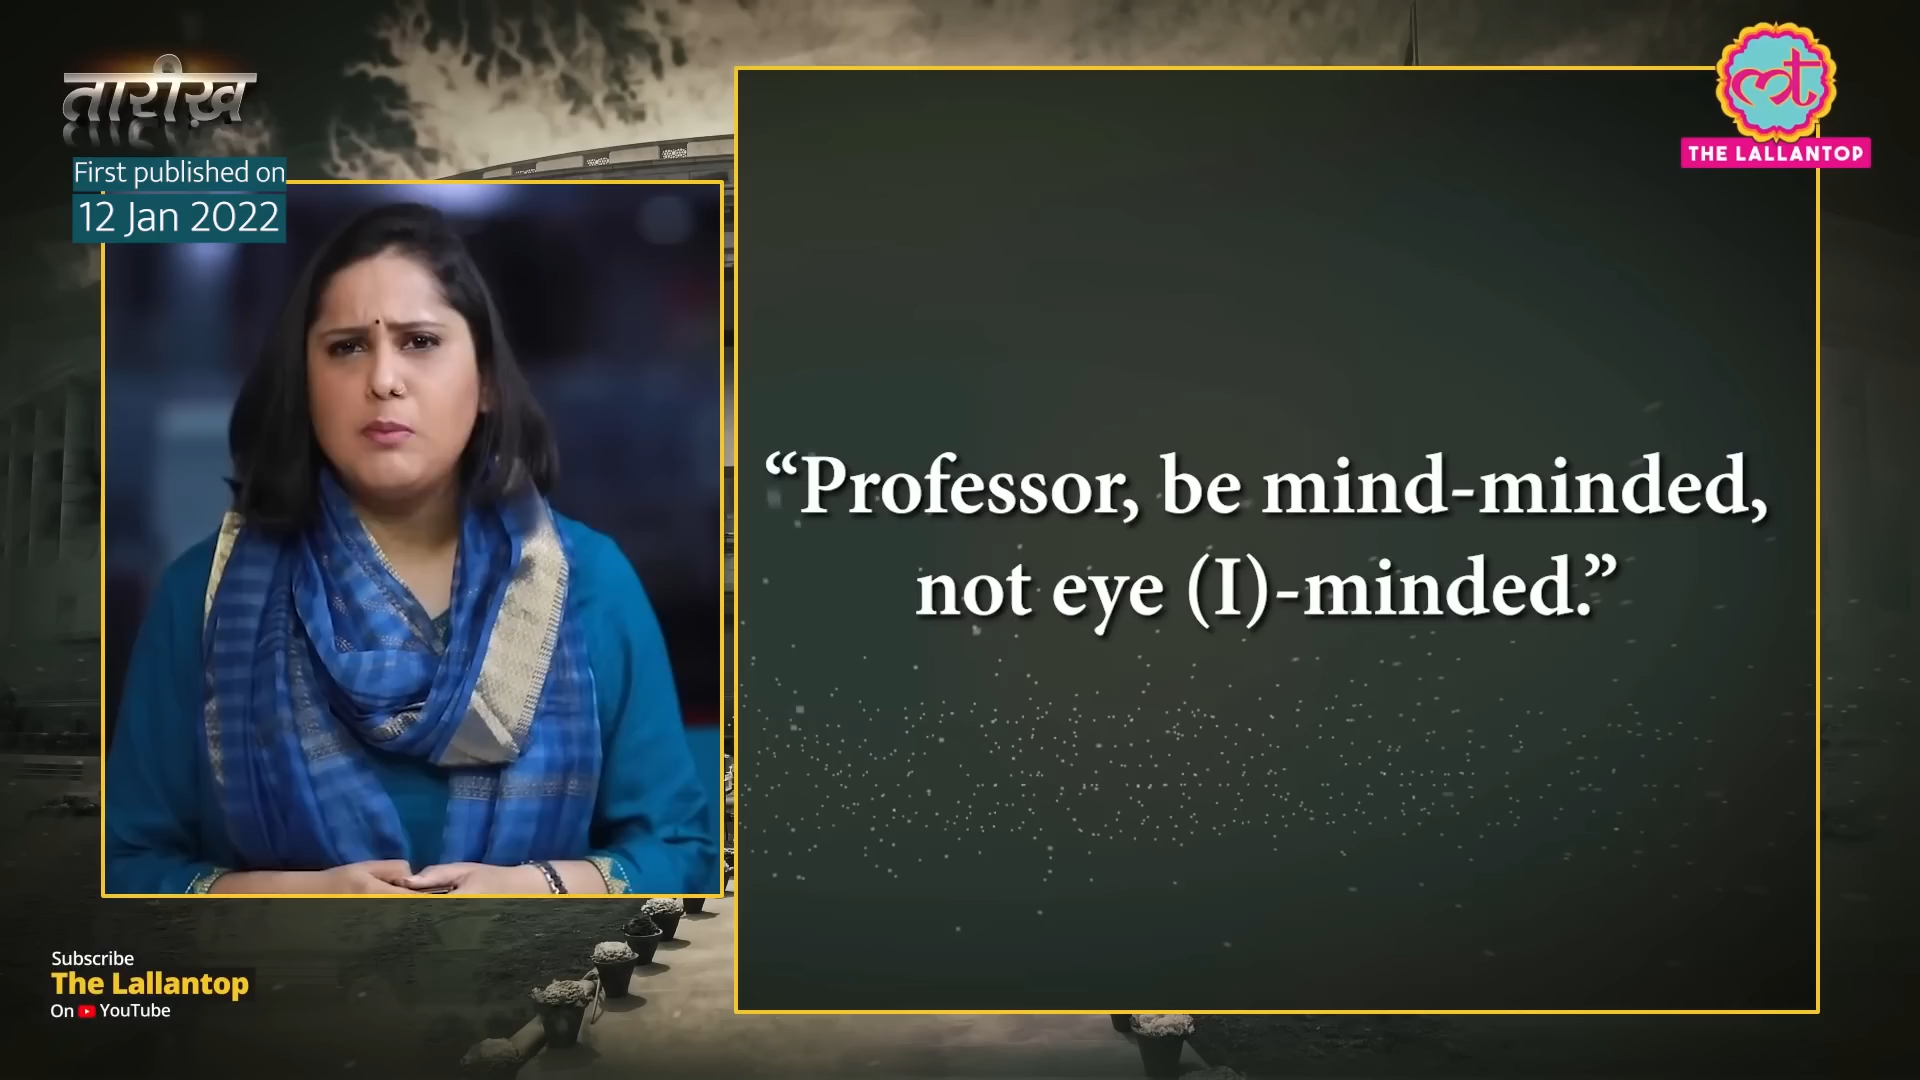 तारीख़
First published on
12 Jan 2022
THE LALLANTOP
“Professor, be mind-minded,
not eye (I)-minded.”
Subscribe
The Lallantop
On YouTube